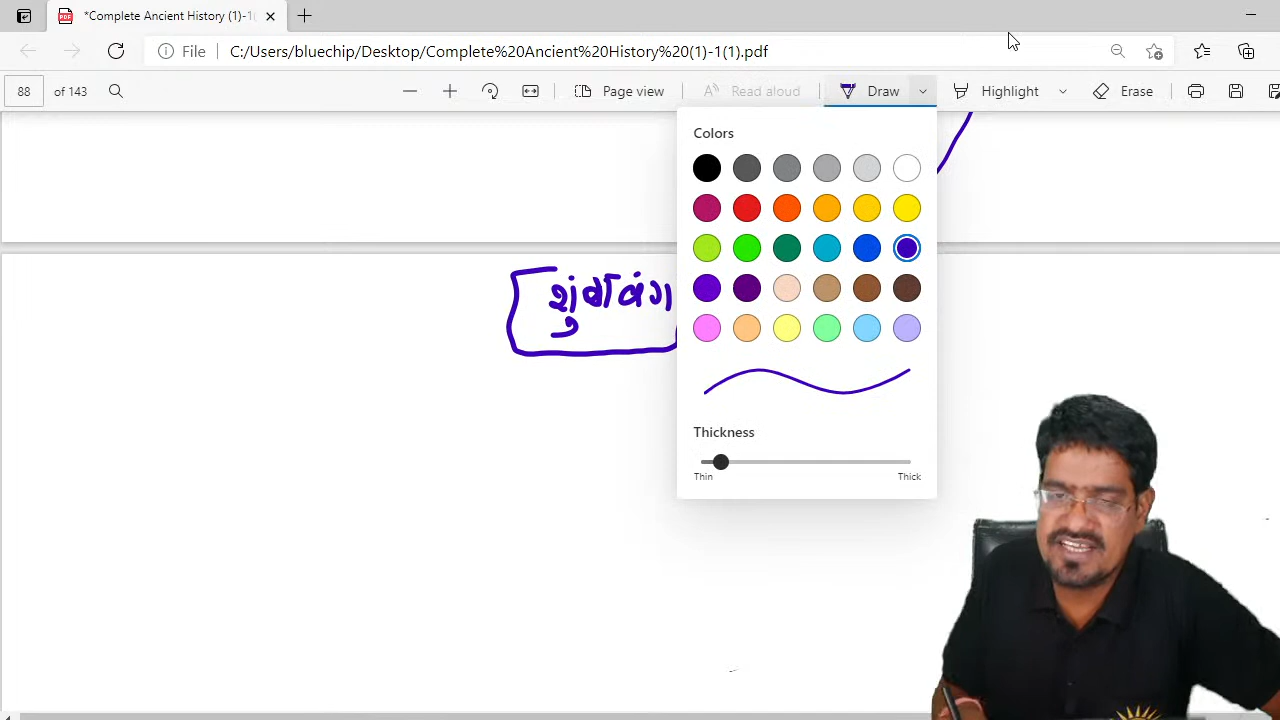 *Complete Ancient History (1)-1(
File
C:/Users/bluechip/Desktop/Complete%20Ancient%20History%20(1)-1(1).pdf
88 of 143
Page view
Read aloud
Draw
Highlight
Erase
Colors
Thickness
Thin
Thick